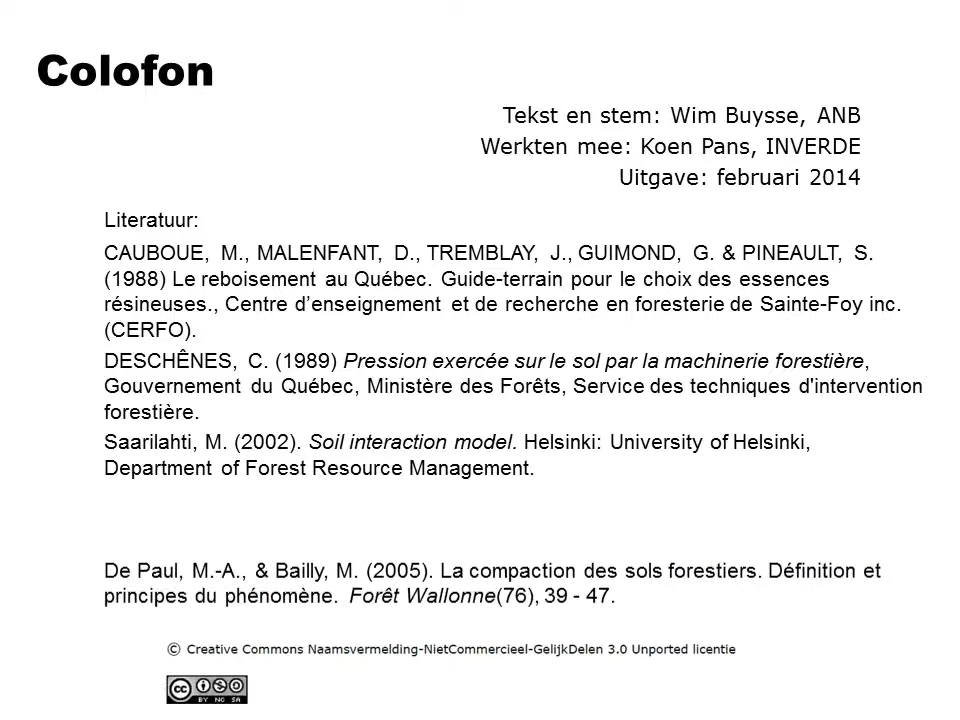 Colofon
Tekst en stem: Wim Buysse, ANB
Werkten mee: Koen Pans, INVERDE
Uitgave: februari 2014
Literatuur:
CAUBOUE, M., MALENFANT, D., TREMBLAY, J., GUIMOND, G. & PINEAULT, S.
(1988) Le reboisement au Québec. Guide-terrain pour le choix des essences
résineuses., Centre d’enseignement et de recherche en foresterie de Sainte-Foy inc.
(CERFO).
DESCHÊNES, C. (1989) Pression exercée sur le sol par la machinerie forestière,
Gouvernement du Québec, Ministère des Forêts, Service des techniques d'intervention
forestière.
Saarilahti, M. (2002). Soil interaction model. Helsinki: University of Helsinki,
Department of Forest Resource Management.
De Paul, M.-A., & Bailly, M. (2005). La compaction des sols forestiers. Définition et
principes du phénomène. Forêt Wallonne(76), 39 - 47.
© Creative Commons Naamsvermelding-NietCommercieel-GelijkDelen 3.0 Unported licentie
cc BY NC SA